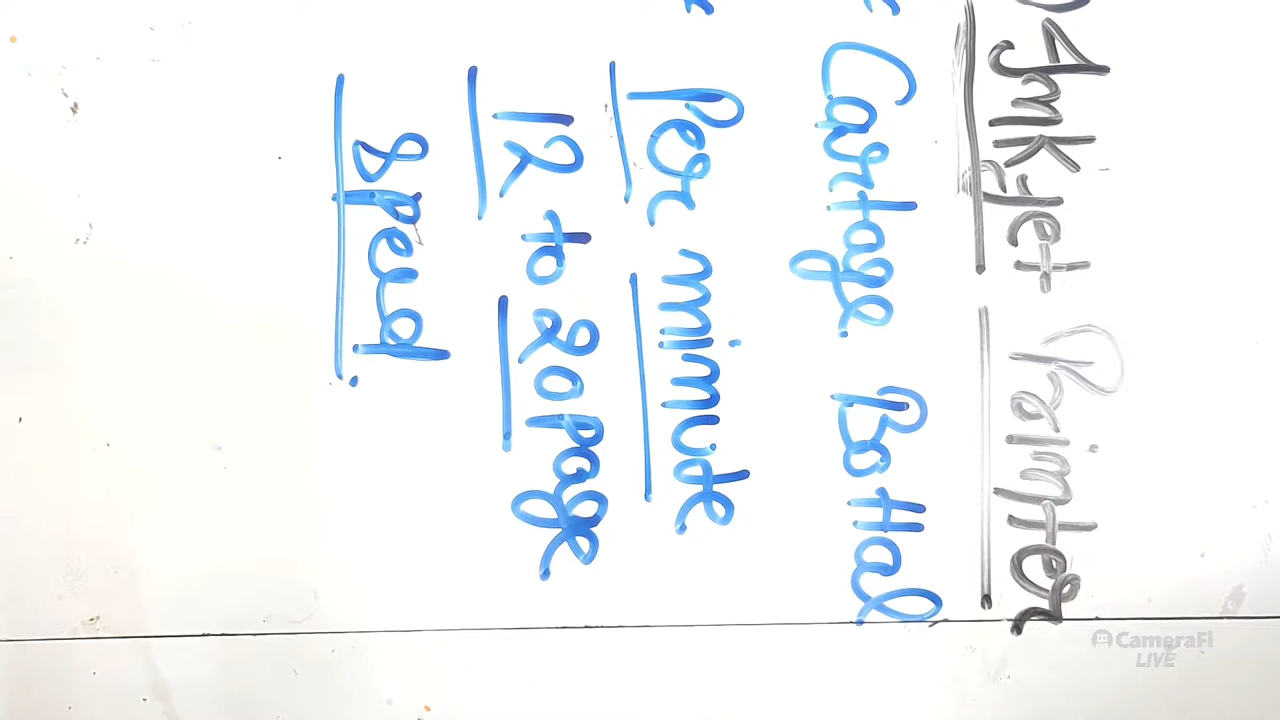 Inkjet Printer
Cartage Bottal
Per minute
12 to 20 page
Speed.
CameraFi
LIVE